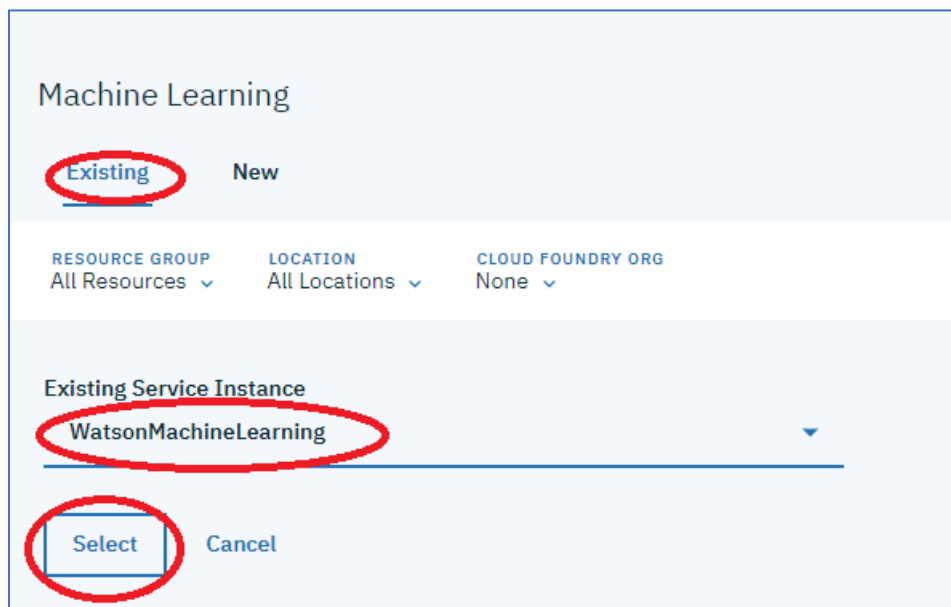 Machine Learning
Existing New
RESOURCE GROUP LOCATION CLOUD FOUNDRY ORG
All Resources All Locations None
Existing Service Instance
WatsonMachineLearning
Select Cancel